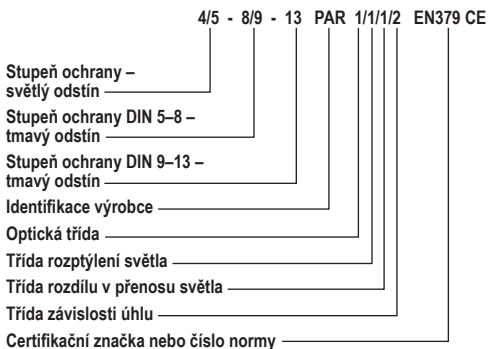 4/5 - 8/9 - 13 PAR 1/1/1/2 EN379 CE
Stupeň ochrany –
světlý odstín
Stupeň ochrany DIN 5–8 –
tmavý odstín
Stupeň ochrany DIN 9–13 –
tmavý odstín
Identifikace výrobce
Optická třída
Třída rozptýlení světla
Třída rozdílu v přenosu světla
Třída závislosti úhlu
Certifikační značka nebo číslo normy